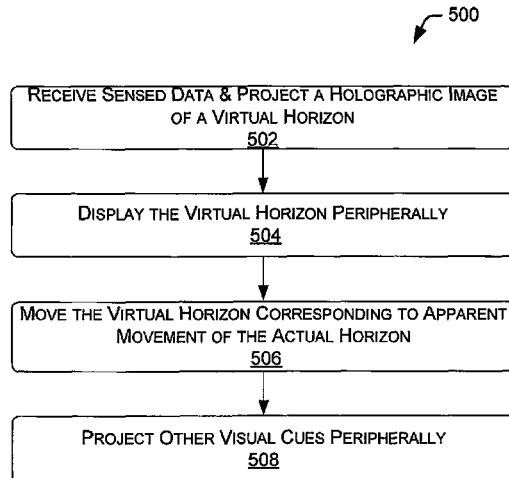 500
RECEIVE SENSED DATA & PROJECT A HOLOGRAPHIC IMAGE
OF A VIRTUAL HORIZON
502
DISPLAY THE VIRTUAL HORIZON PERIPHERALLY
504
MOVE THE VIRTUAL HORIZON CORRESPONDING TO APPARENT
MOVEMENT OF THE ACTUAL HORIZON
506
PROJECT OTHER VISUAL CUES PERIPHERALLY
508